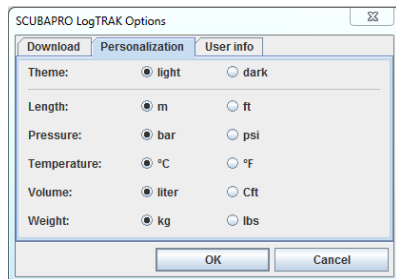 SCUBAPRO LogTRAK Options
Download Personalization User info
Theme: light dark
Length: m ft
Pressure: bar psi
Temperature: °C °F
Volume: liter Cft
Weight: kg lbs
OK Cancel